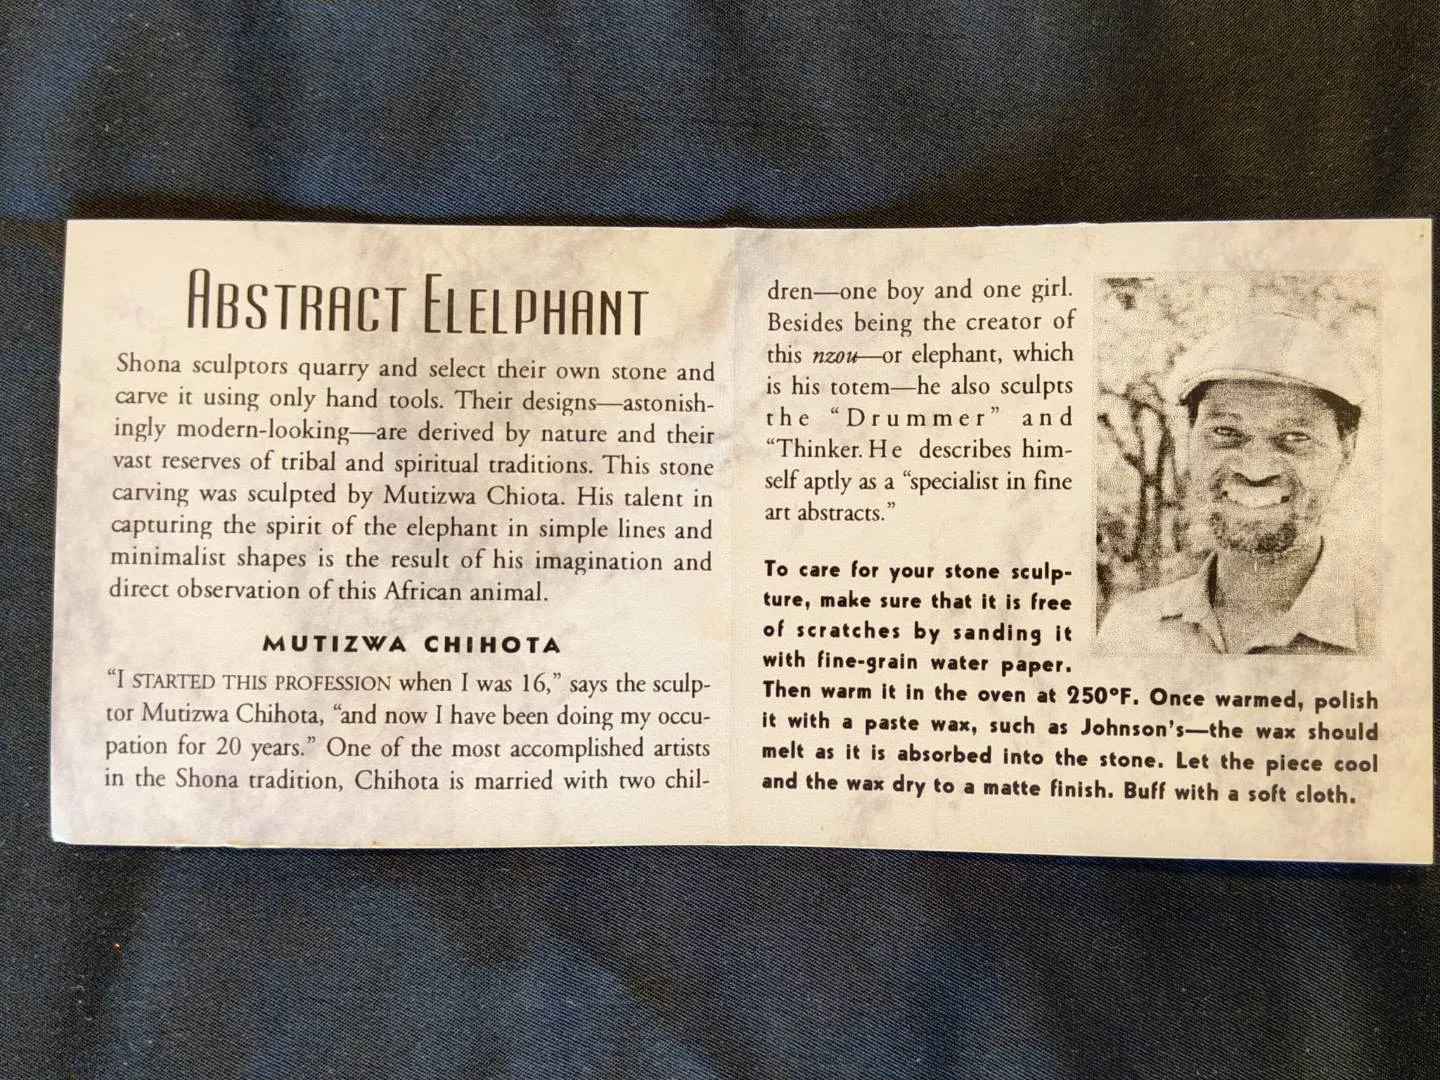 ABSTRACT ELELPHANT
Shona sculptors quarry and select their own stone and
carve it using only hand tools. Their designs—astonish-
ingly modern-looking—are derived by nature and their
vast reserves of tribal and spiritual traditions. This stone
carving was sculpted by Mutizwa Chiota. His talent in
capturing the spirit of the elephant in simple lines and
minimalist shapes is the result of his imagination and
direct observation of this African animal.
MUTIZWA CHIHOTA
“I STARTED THIS PROFESSION when I was 16,” says the sculp-
tor Mutizwa Chihota, “and now I have been doing my occu-
pation for 20 years.” One of the most accomplished artists
in the Shona tradition, Chihota is married with two chil-
dren—one boy and one girl.
Besides being the creator of
this nzou—or elephant, which
is his totem—he also sculpts
the “Drummer” and
“Thinker. He describes him-
self aptly as a “specialist in fine
art abstracts.”
To care for your stone sculp-
ture, make sure that it is free
of scratches by sanding it
with fine-grain water paper.
Then warm it in the oven at 250°F. Once warmed, polish
it with a paste wax, such as Johnson’s—the wax should
melt as it is absorbed into the stone. Let the piece cool
and the wax dry to a matte finish. Buff with a soft cloth.